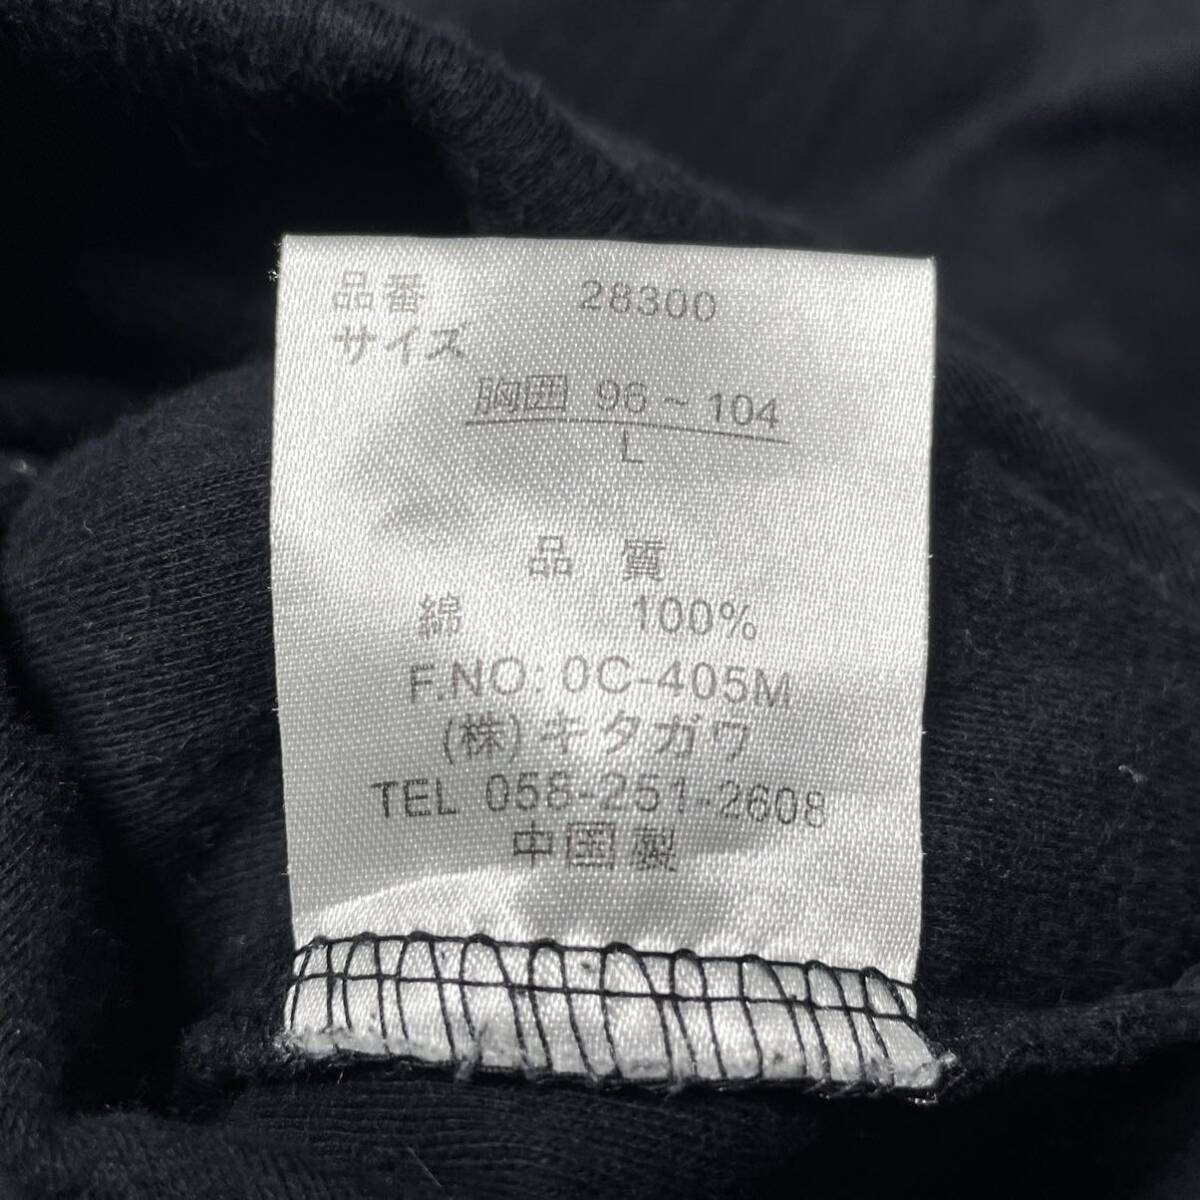 品番 28300
サイズ
胸囲 96～104
L
品 質
綿 100%
F.NO: 0C-405M
(株)キタガワ
TEL 058-251-2608
中国製